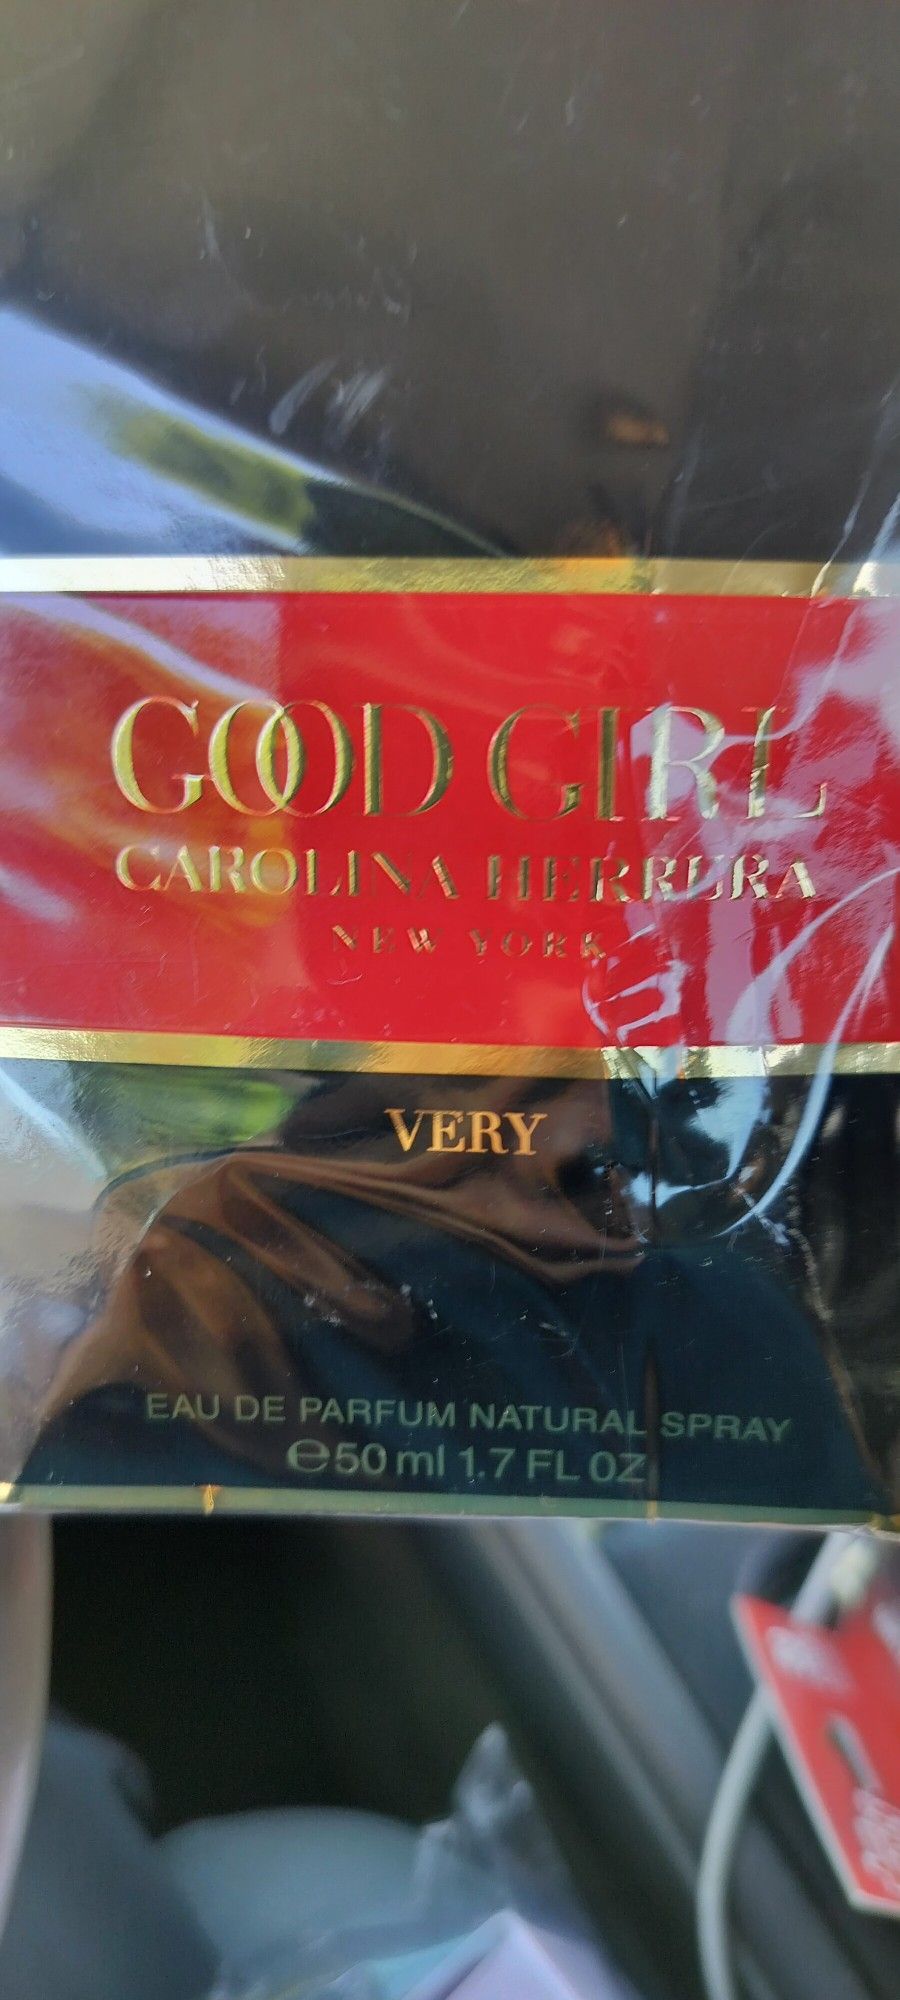 GOOD GIRL
CAROLINA HERRERA
NEW YORK
VERY
EAU DE PARFUM NATURAL SPRAY
℮50 ml 1.7 FL OZ